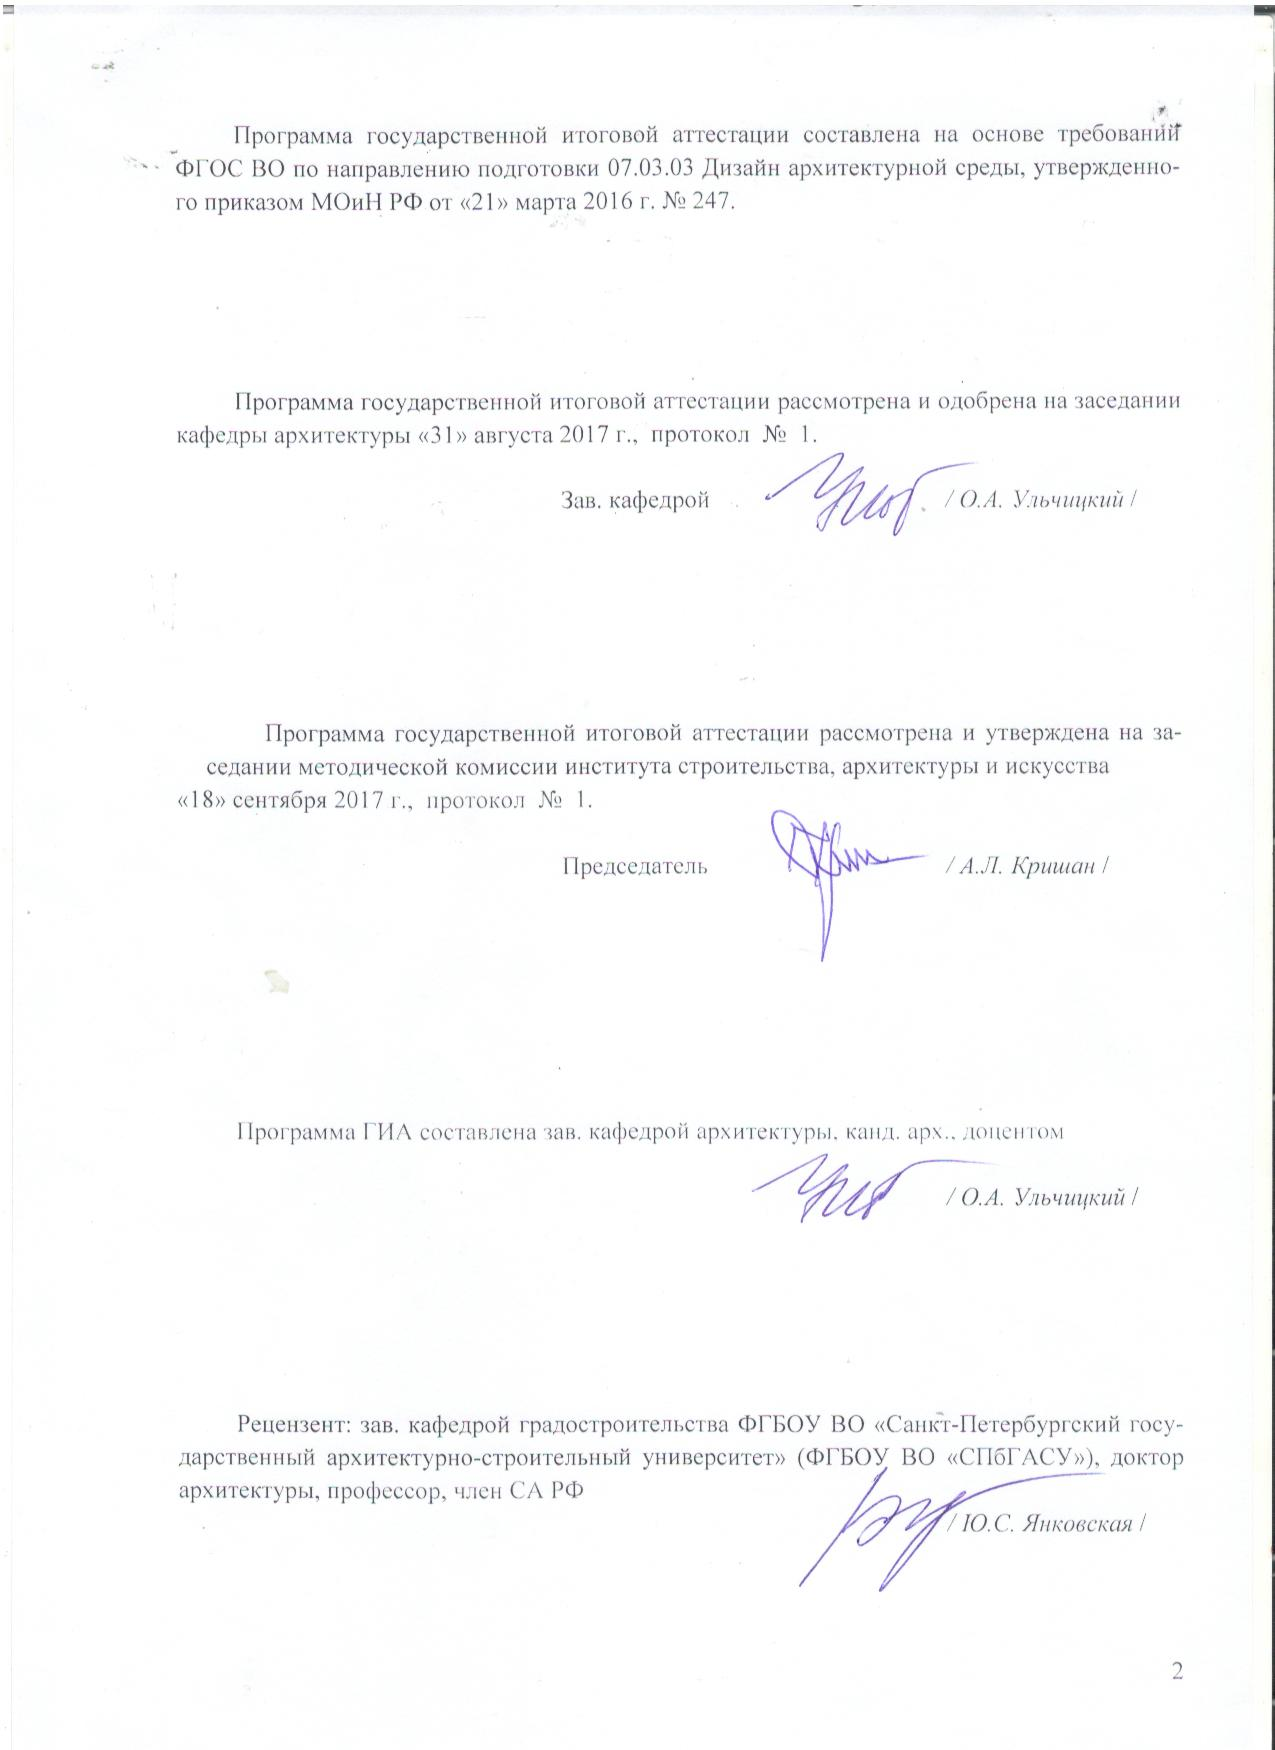 Программа государственной итоговой аттестации составлена на основе требований
ФГОС ВО по направлению подготовки 07.03.03 Дизайн архитектурной среды, утвержденно-
го приказом МОиН РФ от «21» марта 2016 г. № 247.
Программа государственной итоговой аттестации рассмотрена и одобрена на заседании
кафедры архитектуры «31» августа 2017 г., протокол № 1.
Зав. кафедрой / О.А. Ульчицкий /
Программа государственной итоговой аттестации рассмотрена и утверждена на за-
седании методической комиссии института строительства, архитектуры и искусства
«18» сентября 2017 г., протокол № 1.
Председатель / А.Л. Кришан /
Программа ГИА составлена зав. кафедрой архитектуры, канд. арх., доцентом
/ О.А. Ульчицкий /
Рецензент: зав. кафедрой градостроительства ФГБОУ ВО «Санкт-Петербургский госу-
дарственный архитектурно-строительный университет» (ФГБОУ ВО «СПбГАСУ»), доктор
архитектуры, профессор, член СА РФ
/ Ю.С. Янковская /
2